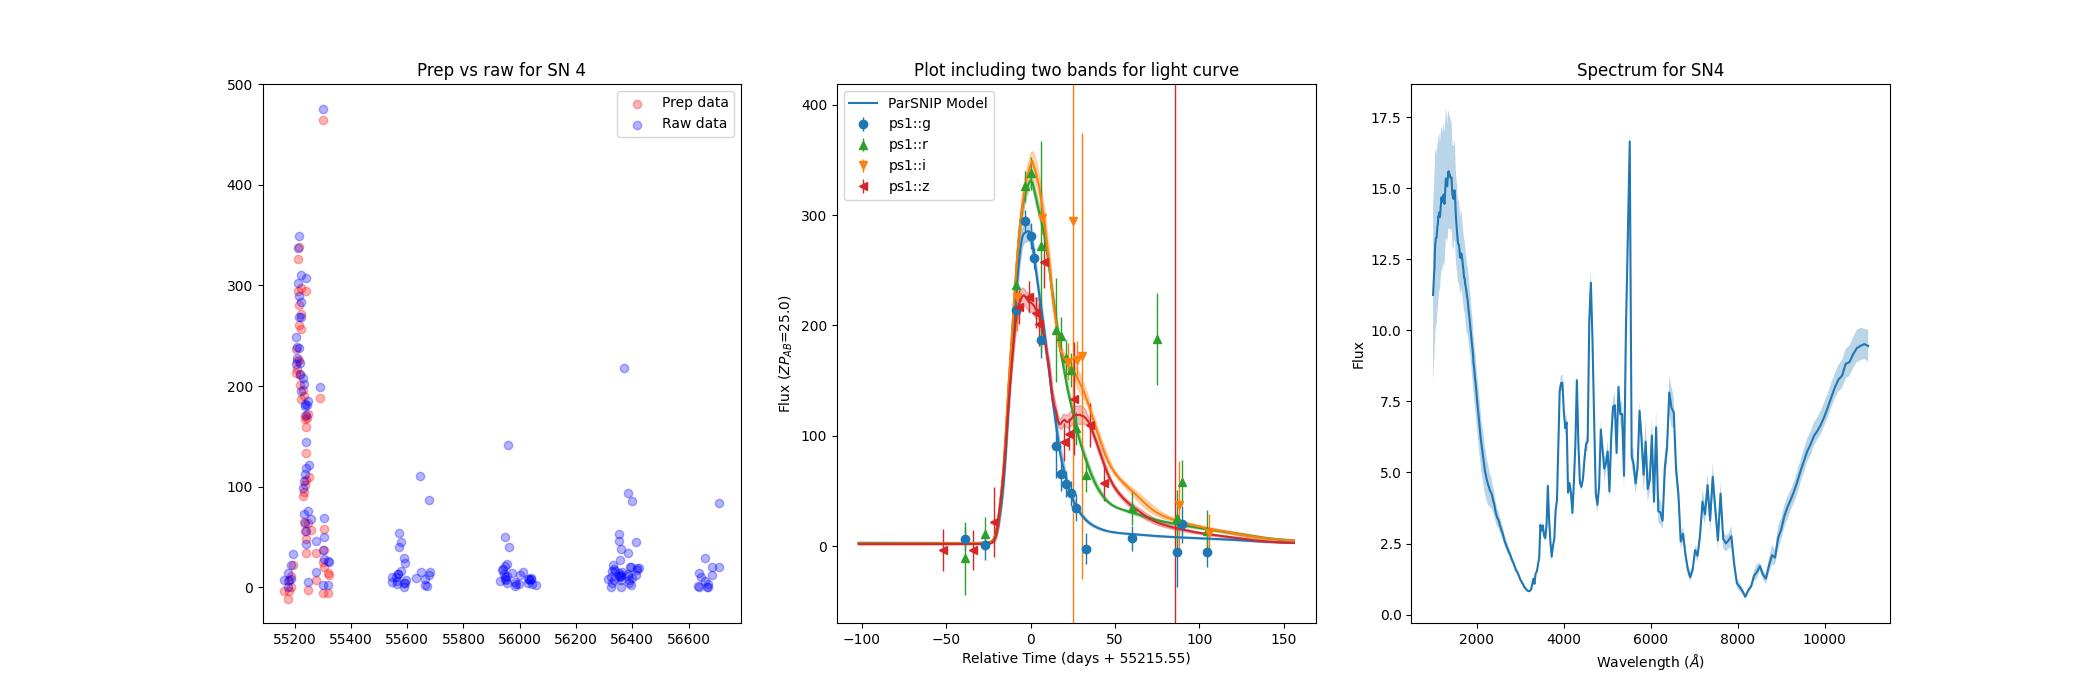 Prep vs raw for SN 4
500
400
300
200
100
0
55200 55400 55600 55800 56000 56200 56400 56600
Prep data
Raw data
Plot including two bands for light curve
Flux (ZP_AB=25.0)
400
300
200
100
0
−100 −50 0 50 100 150
Relative Time (days + 55215.55)
ParSNIP Model
ps1::g
ps1::r
ps1::i
ps1::z
Spectrum for SN4
Flux
17.5
15.0
12.5
10.0
7.5
5.0
2.5
0.0
2000 4000 6000 8000 10000
Wavelength (Å)